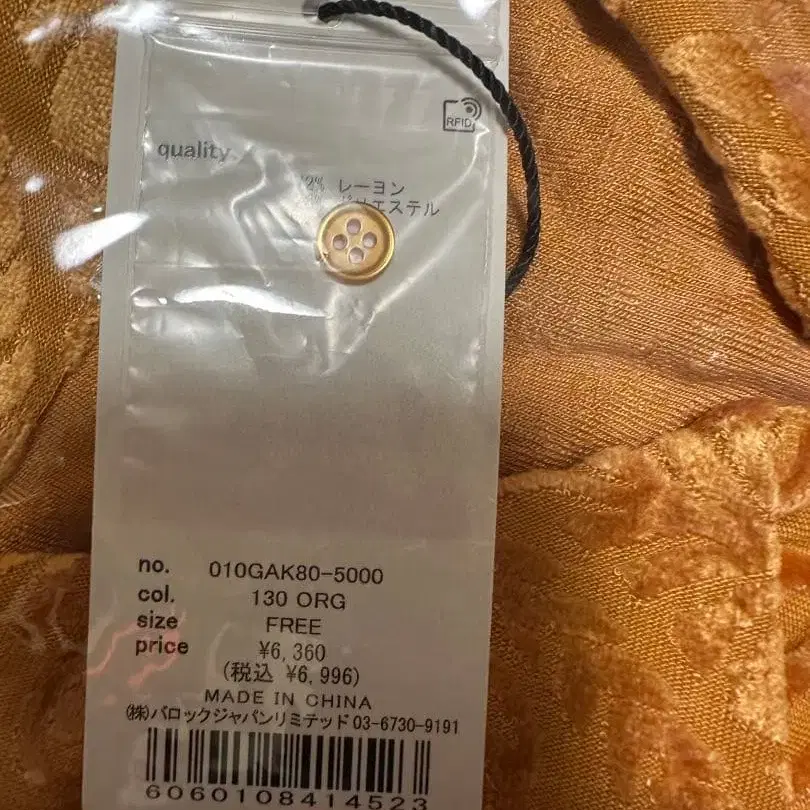 RFID
quality
レーヨン
ポリエステル
no. 010GAK80-5000
col. 130 ORG
size FREE
price ¥6,360
(税込 ¥6,996)
MADE IN CHINA
㈱バロックジャパンリミテッド 03-6730-9191
6060108414523